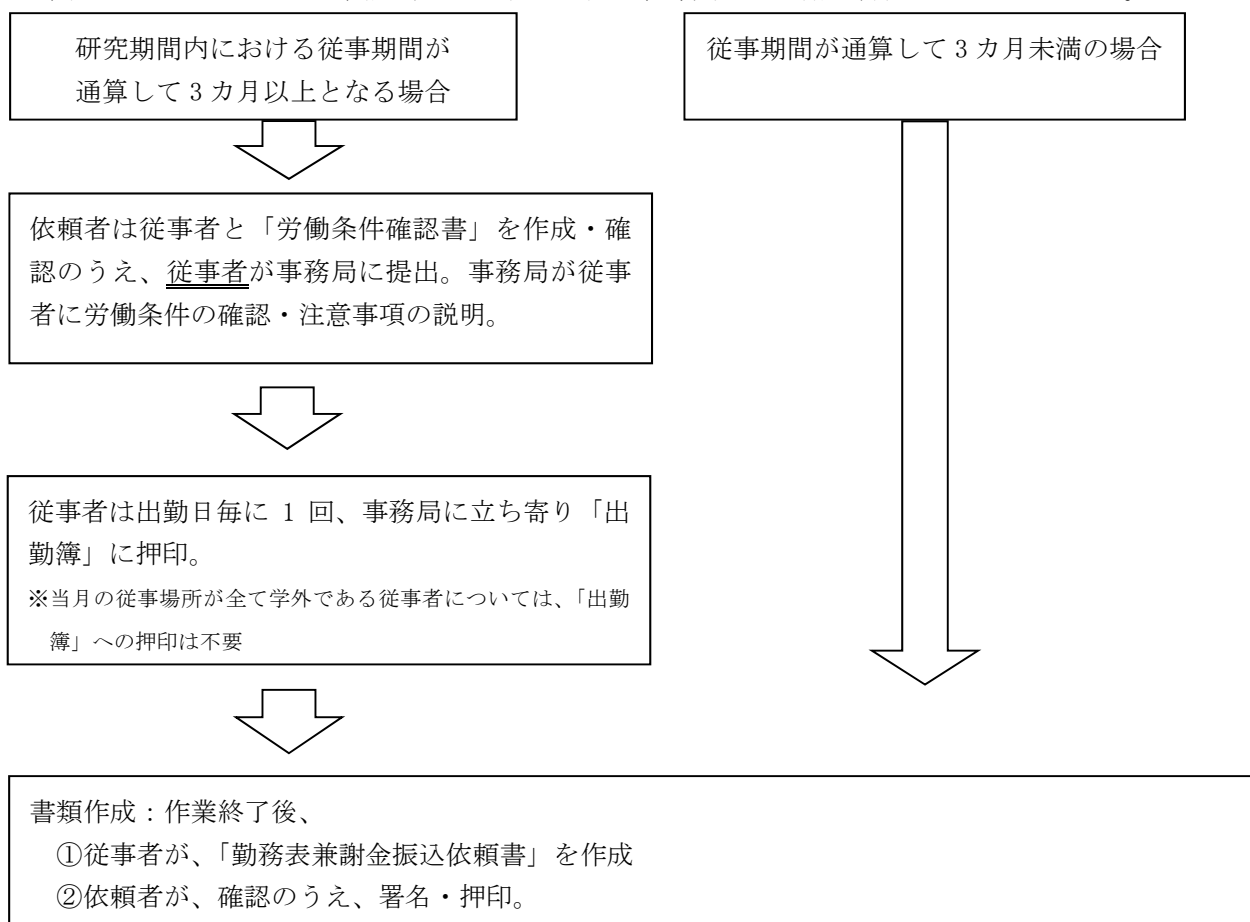 研究期間内における従事期間が
通算して3カ月以上となる場合
従事期間が通算して3カ月未満の場合
依頼者は従事者と「労働条件確認書」を作成・確
認のうえ、従事者が事務局に提出。事務局が従事
者に労働条件の確認・注意事項の説明。
従事者は出勤日毎に 1 回、事務局に立ち寄り「出
勤簿」に押印。
※当月の従事場所が全て学外である従事者については、「出勤
簿」への押印は不要
書類作成：作業終了後、
①従事者が、「勤務表兼謝金振込依頼書」を作成
②依頼者が、確認のうえ、署名・押印。